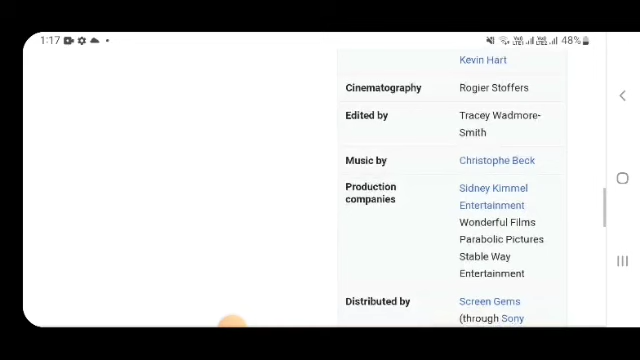 1:17
48%
Kevin Hart
Cinematography Rogier Stoffers
Edited by Tracey Wadmore-
Smith
Music by Christophe Beck
Production Sidney Kimmel
companies Entertainment
Wonderful Films
Parabolic Pictures
Stable Way
Entertainment
Distributed by Screen Gems
(through Sony